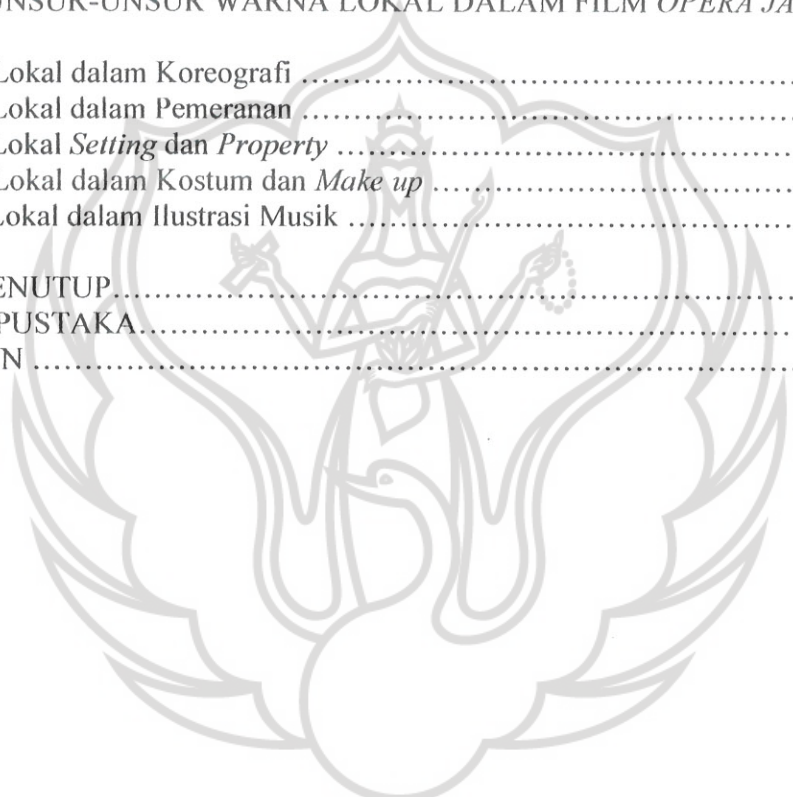 UNSUR-UNSUR WARNA LOKAL DALAM FILM OPERA JA
Lokal dalam Koreografi ........................................................
Lokal dalam Pemeranan ........................................................
Lokal Setting dan Property ...................................................
Lokal dalam Kostum dan Make up ..........................................
Lokal dalam Ilustrasi Musik ..................................................
ENUTUP.............................................................................
PUSTAKA...........................................................................
N .......................................................................................